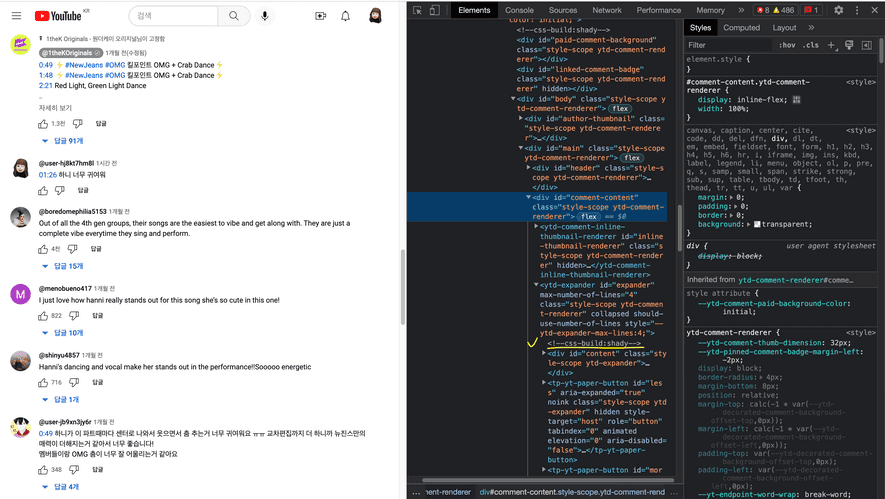 YouTube KR
검색
1theK Originals - 원더케이 오리지널님이 고정함
@1theKOriginals 1개월 전(수정됨)
0:49 ⚡ #NewJeans #OMG 킬포인트 OMG + Crab Dance⚡
1:48 ⚡ #NewJeans #OMG 킬포인트 OMG + Crab Dance⚡
2:21 Red Light, Green Light Dance
..
자세히 보기
1.3천 답글
답글 91개
@user-hj8kt7hm8l 1시간 전
01:26 하니 너무 귀여워
답글
@boredomephilia5153 1개월 전
Out of all the 4th gen groups, their songs are the easiest to vibe and get along with. They are just a
complete vibe everytime they sing and perform.
4천 답글
답글 15개
@menobueno417 1개월 전
I just love how hanni really stands out for this song she's so cute in this one!
822 답글
답글 10개
@shinyu4857 1개월 전
Hanni's dancing and vocal make her stands out in the performance!!Sooooo energetic
716 답글
답글 1개
@user-jb9xn3jy6r 1개월 전
0:49 하니가 이 파트때마다 센터로 나와서 웃으면서 춤 추는거 너무 귀여워요 ㅠㅠ 교차편집까지 더 하니까 뉴진스만의
매력이 더해지는거 같아서 너무 좋습니다!
멤버들이랑 OMG 춤이 너무 잘 어울리는거 같아요
348 답글
답글 4개
Elements Console Sources Network Performance Memory » 8 486 1
color: initial;">
<!--css-build:shady-->
<div id="paid-comment-background"
class="style-scope ytd-comment-rend
erer"></div>
<div id="linked-comment-badge"
class="style-scope ytd-comment-rend
erer" hidden></div>
<div id="body" class="style-scope y
td-comment-renderer"> flex
<div id="author-thumbnail" class=
"style-scope ytd-comment-rendere
r">…</div>
<div id="main" class="style-scope
ytd-comment-renderer"> flex
<div id="header" class="style-sc
ope ytd-comment-renderer">…
</div>
<div id="comment-content"
class="style-scope ytd-comment-
renderer"> flex == $0
<ytd-comment-inline-
thumbnail-renderer id="inline
-thumbnail-renderer" class="s
tyle-scope ytd-comment-render
er" hidden>…</ytd-comment-
inline-thumbnail-renderer>
<ytd-expander id="expander"
max-number-of-lines="4"
class="style-scope ytd-commen
t-renderer" collapsed should-
use-number-of-lines style="--
ytd-expander-max-lines:4;">
<!--css-build:shady-->
<div id="content" class="sty
le-scope ytd-expander">…
</div>
<tp-yt-paper-button id="les
s" aria-expanded="true"
noink class="style-scope ytd
-expander" hidden style-
target="host" role="button"
tabindex="0" animated
elevation="0" aria-disabled=
"false">…</tp-yt-paper-
button>
<tp-yt-paper-button id="mor
… nent-renderer div#comment-content.style-scope.ytd-comment-rend …
Styles Computed Layout »
Filter :hov .cls +
element.style {
}
#comment-content.ytd-comment- <style>
renderer {
display: inline-flex;
width: 100%;
}
canvas, caption, center, cite, <style>
code, dd, del, dfn, div, dl, dt,
em, embed, fieldset, font, form, h1, h2, h3,
h4, h5, h6, hr, i, iframe, img, ins, kbd,
label, legend, li, menu, object, ol, p, pre,
q, s, samp, small, span, strike, strong,
sub, sup, table, tbody, td, tfoot, th,
thead, tr, tt, u, ul, var {
margin: 0;
padding: 0;
border: 0;
background: transparent;
}
div { user agent stylesheet
display: block;
}
Inherited from ytd-comment-renderer#comme…
style attribute {
--ytd-comment-paid-background-color:
initial;
}
ytd-comment-renderer { <style>
--ytd-comment-thumb-dimension: 32px;
--ytd-pinned-comment-badge-margin-left:
-2px;
display: block;
border-radius: 4px;
margin-bottom: 8px;
position: relative;
margin-top: calc(-1 * var(--ytd-
decorated-comment-background-
offset-top,0px));
margin-left: calc(-1 * var(--ytd-
decorated-comment-background-
offset-left,0px));
padding-top: var(--ytd-decorated-comment-
background-offset-top,0px);
padding-left: var(--ytd-decorated-
comment-background-offset-
left,0px);
--yt-endpoint-word-wrap: break-word;